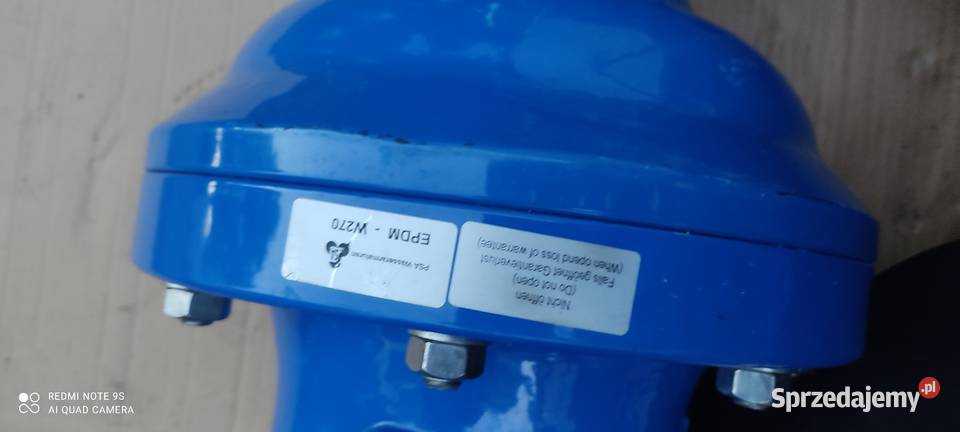 PSA Wasserarmaturen
EPDM - W270
Nicht öffnen
(Do not open)
Falls geöffnet Garantieverlust
(When opend loss of warrantee)
REDMI NOTE 9S
AI QUAD CAMERA
Sprzedajemy.pl